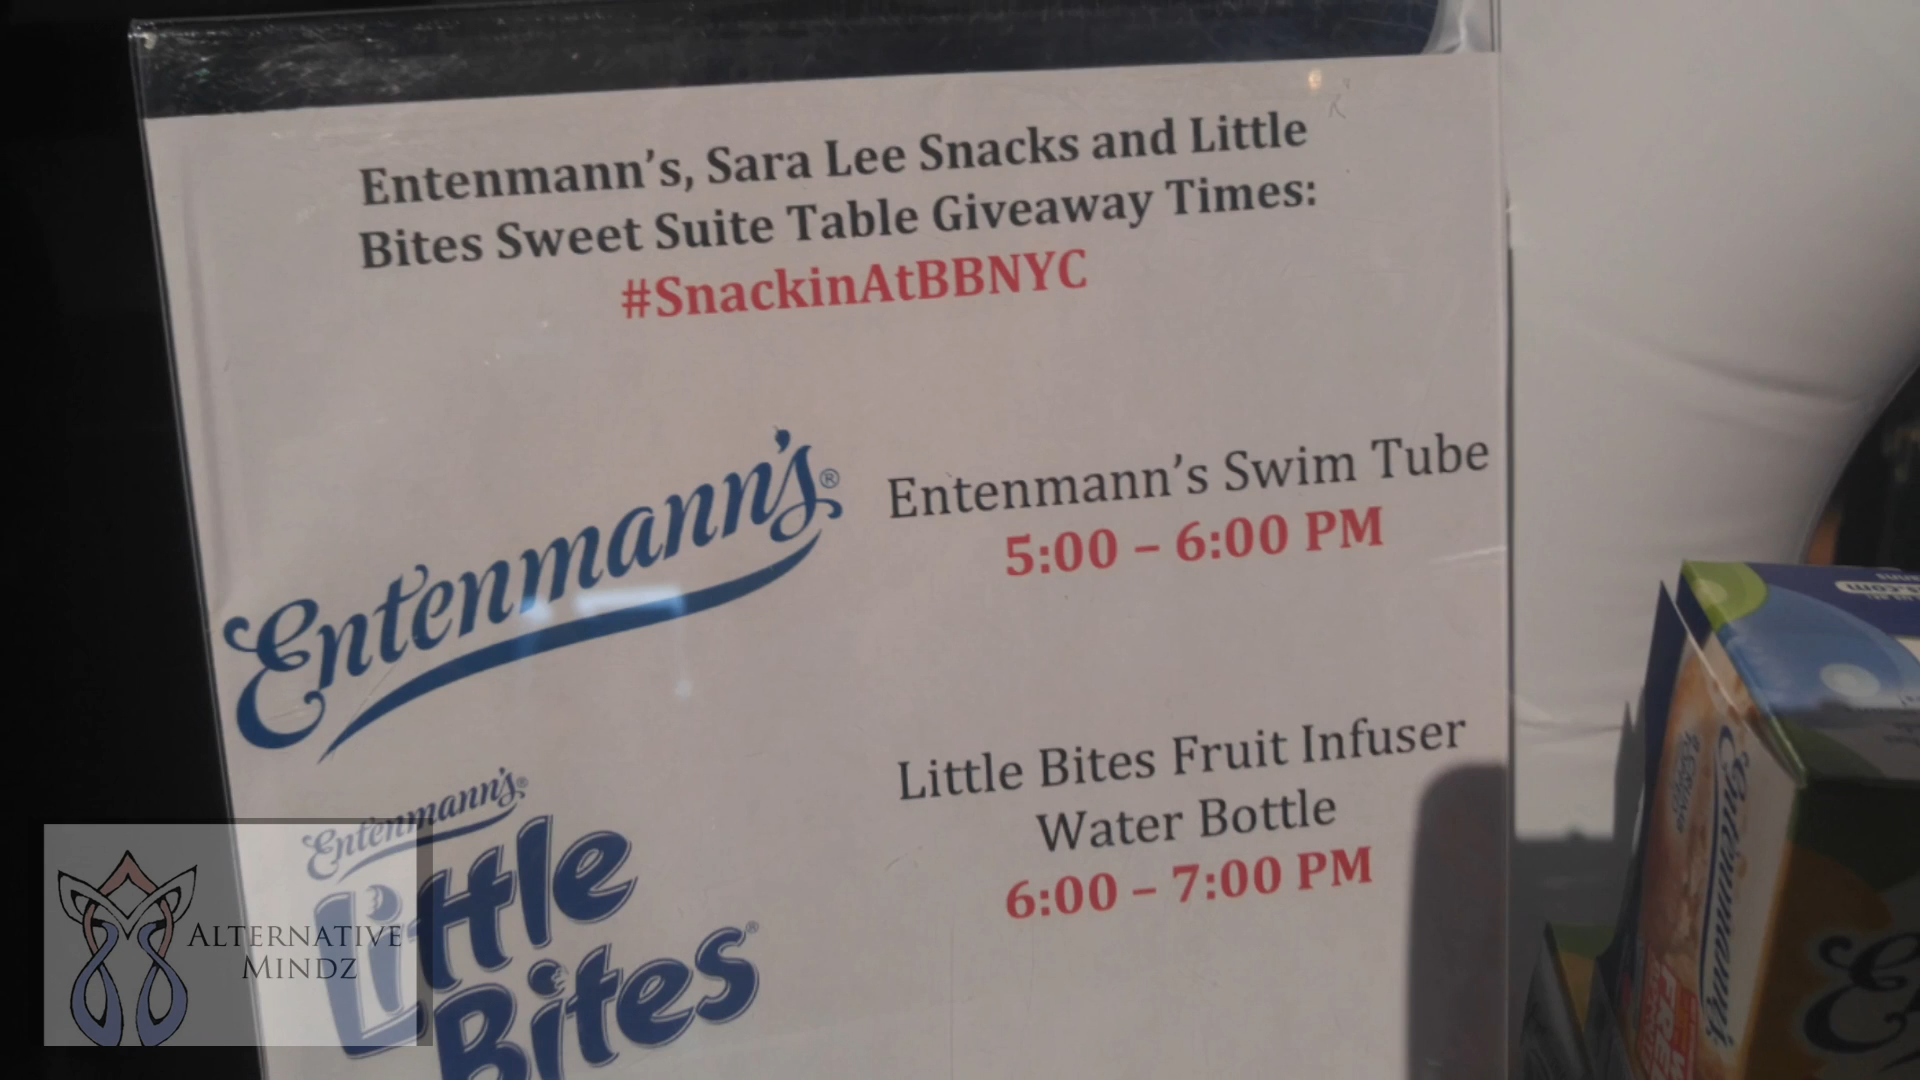 Entenmann's, Sara Lee Snacks and Little
Bites Sweet Suite Table Giveaway Times:
#SnackinAtBBNYC
Entenmann's®
Entenmann's Swim Tube
5:00 – 6:00 PM
Entenmann's®
Little
Bites®
Little Bites Fruit Infuser
Water Bottle
6:00 – 7:00 PM
ALTERNATIVE
MINDZ
Entenmann's